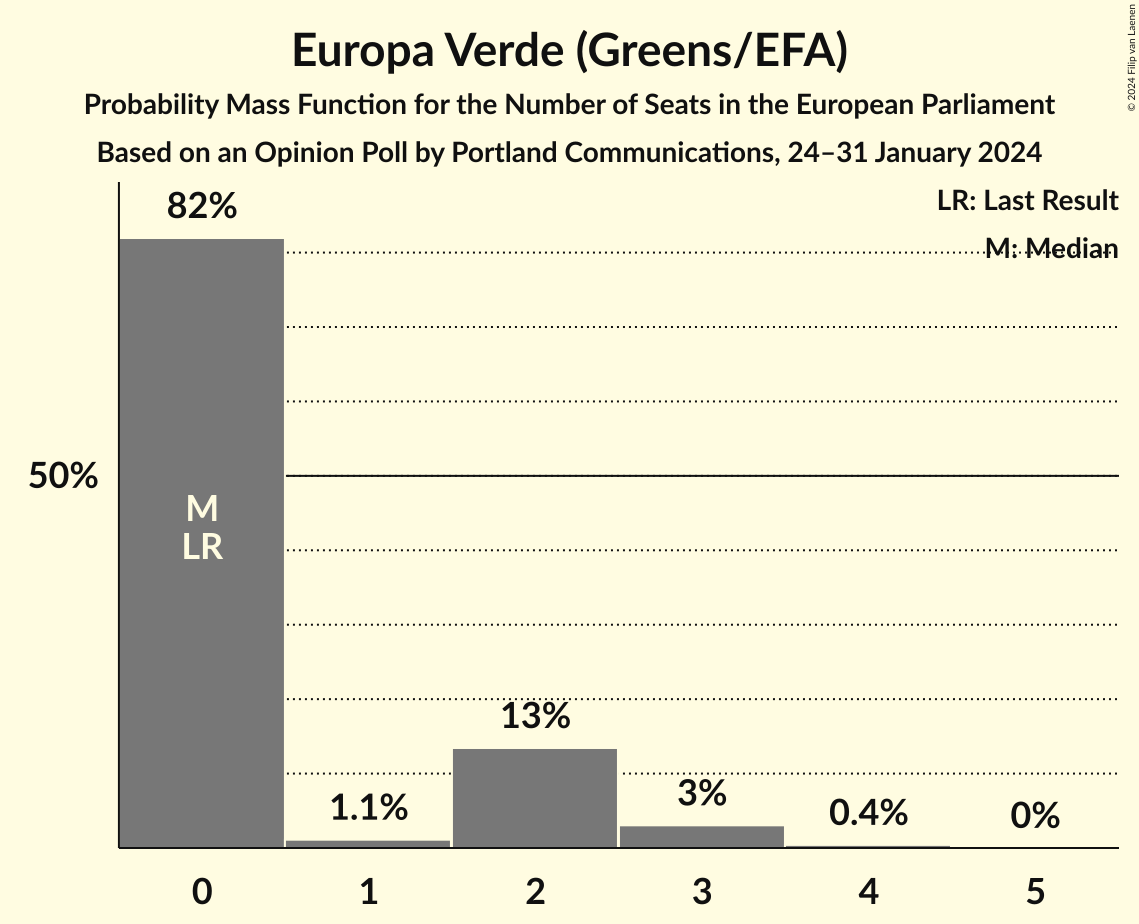 Europa Verde (Greens/EFA)
Probability Mass Function for the Number of Seats in the European Parliament
Based on an Opinion Poll by Portland Communications, 24–31 January 2024
© 2024 Filip van Laenen
LR: Last Result
M: Median
82%
50%
M
LR
1.1%
13%
3%
0.4%
0%
0
1
2
3
4
5